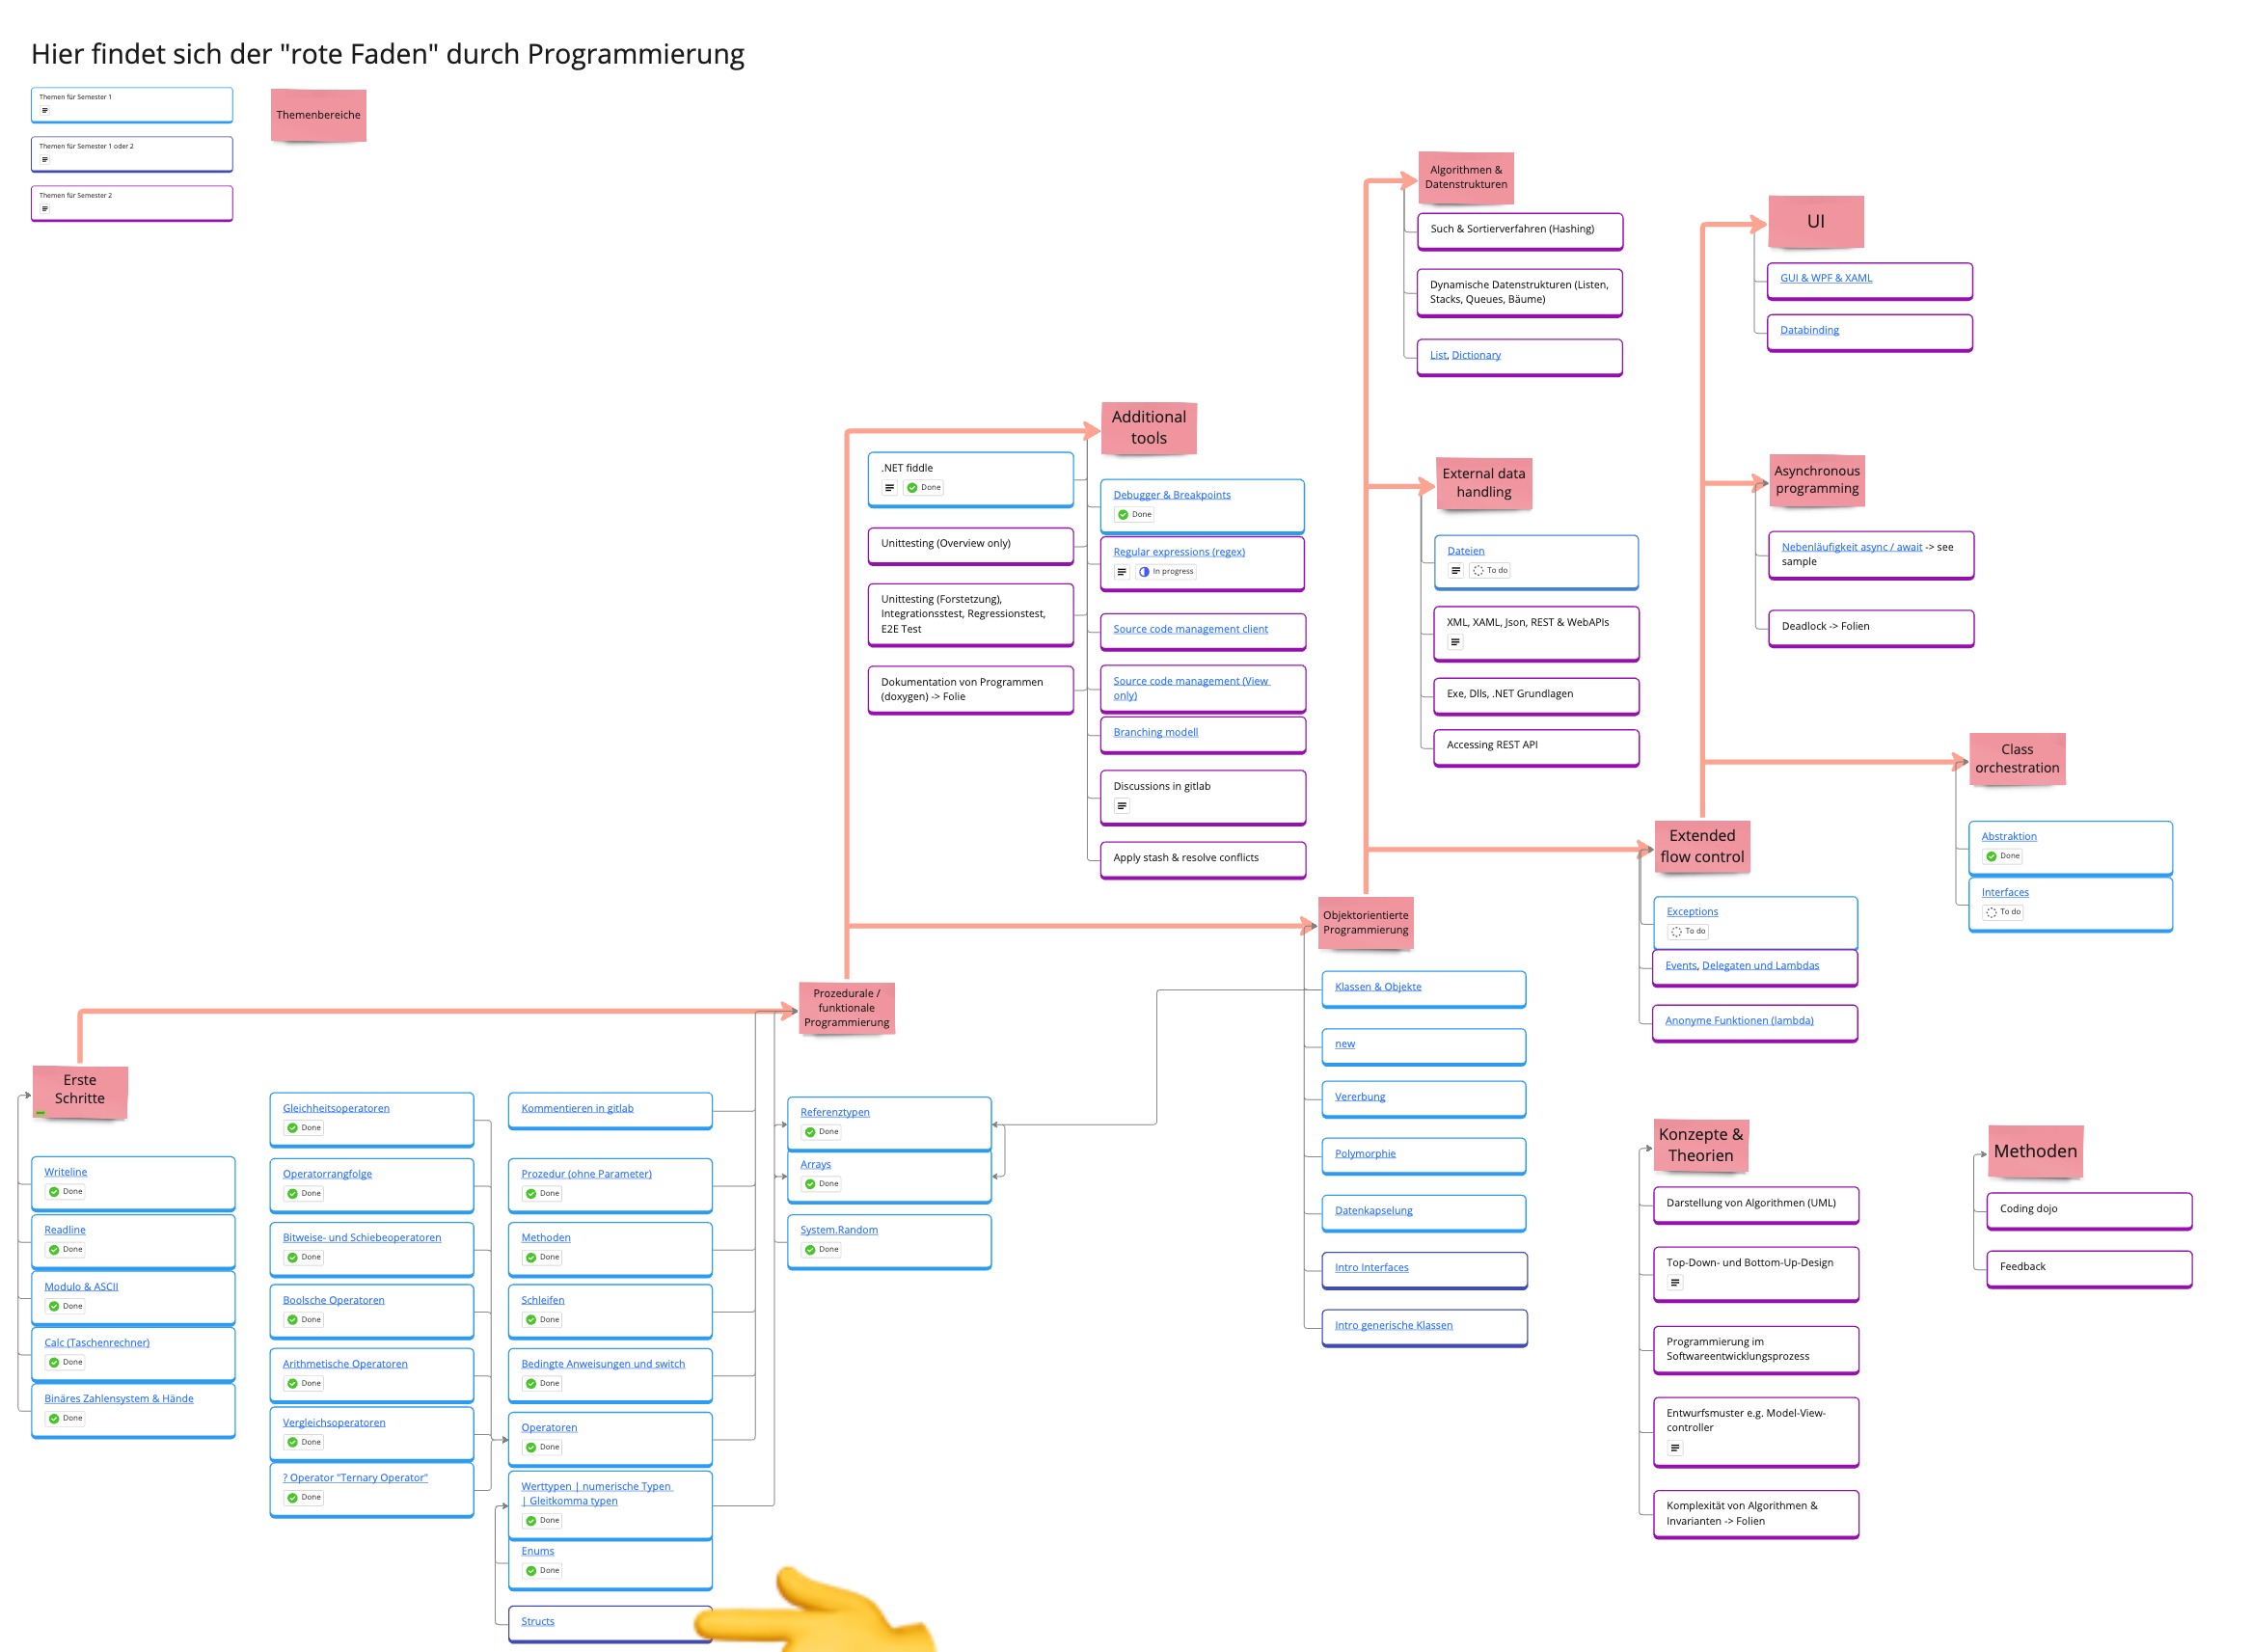 Hier findet sich der "rote Faden" durch Programmierung
Themen für Semester 1
Themen für Semester 1 oder 2
Themen für Semester 2
Themenbereiche
Algorithmen &
Datenstrukturen
Such & Sortierverfahren (Hashing)
Dynamische Datenstrukturen (Listen,
Stacks, Queues, Bäume)
List, Dictionary
UI
GUI & WPF & XAML
Databinding
Additional
tools
.NET fiddle
Done
Unittesting (Overview only)
Unittesting (Forstetzung),
Integrationsstest, Regressionstest,
E2E Test
Dokumentation von Programmen
(doxygen) -> Folie
Debugger & Breakpoints
Done
Regular expressions (regex)
In progress
Source code management client
Source code management (View
only)
Branching modell
Discussions in gitlab
Apply stash & resolve conflicts
External data
handling
Dateien
To do
XML, XAML, Json, REST & WebAPIs
Exe, Dlls, .NET Grundlagen
Accessing REST API
Asynchronous
programming
Nebenläufigkeit async / await -> see
sample
Deadlock -> Folien
Class
orchestration
Abstraktion
Done
Interfaces
To do
Extended
flow control
Exceptions
To do
Events, Delegaten und Lambdas
Anonyme Funktionen (lambda)
Objektorientierte
Programmierung
Klassen & Objekte
new
Vererbung
Polymorphie
Datenkapselung
Intro Interfaces
Intro generische Klassen
Prozedurale /
funktionale
Programmierung
Erste
Schritte
Writeline
Done
Readline
Done
Modulo & ASCII
Done
Calc (Taschenrechner)
Done
Binäres Zahlensystem & Hände
Done
Gleichheitsoperatoren
Done
Operatorrangfolge
Done
Bitweise- und Schiebeoperatoren
Done
Boolsche Operatoren
Done
Arithmetische Operatoren
Done
Vergleichsoperatoren
Done
? Operator "Ternary Operator"
Done
Kommentieren in gitlab
Prozedur (ohne Parameter)
Done
Methoden
Done
Schleifen
Done
Bedingte Anweisungen und switch
Done
Operatoren
Done
Werttypen | numerische Typen
| Gleitkomma typen
Done
Enums
Done
Structs
Referenztypen
Done
Arrays
Done
System.Random
Done
Konzepte &
Theorien
Darstellung von Algorithmen (UML)
Top-Down- und Bottom-Up-Design
Programmierung im
Softwareentwicklungsprozess
Entwurfsmuster e.g. Model-View-
controller
Komplexität von Algorithmen &
Invarianten -> Folien
Methoden
Coding dojo
Feedback